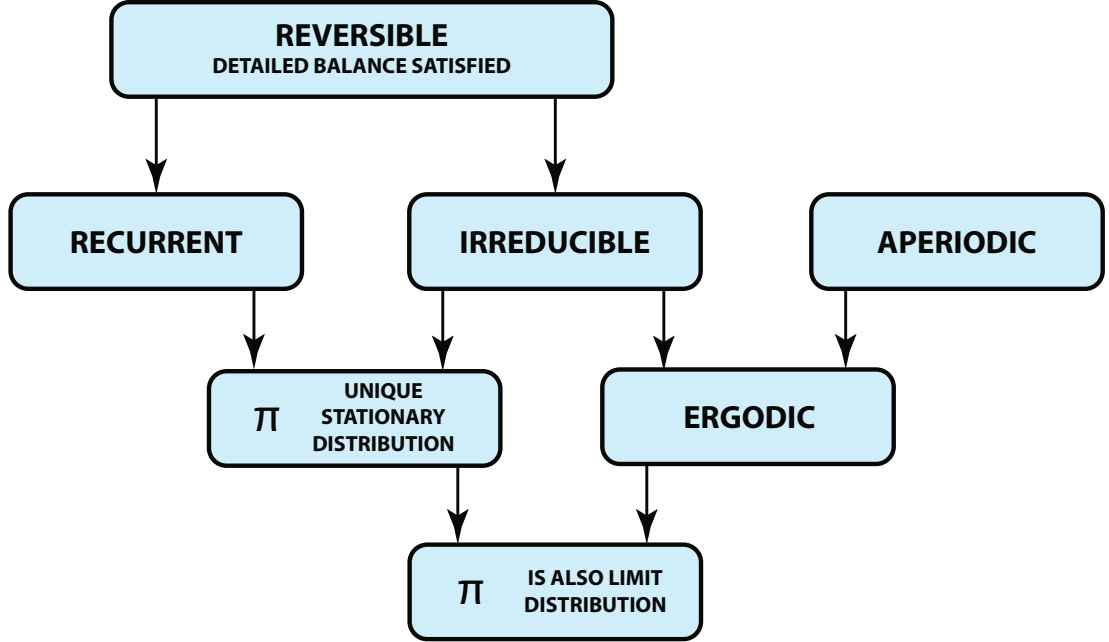 REVERSIBLE
DETAILED BALANCE SATISFIED
RECURRENT
IRREDUCIBLE
APERIODIC
π
UNIQUE
STATIONARY
DISTRIBUTION
ERGODIC
π
IS ALSO LIMIT
DISTRIBUTION